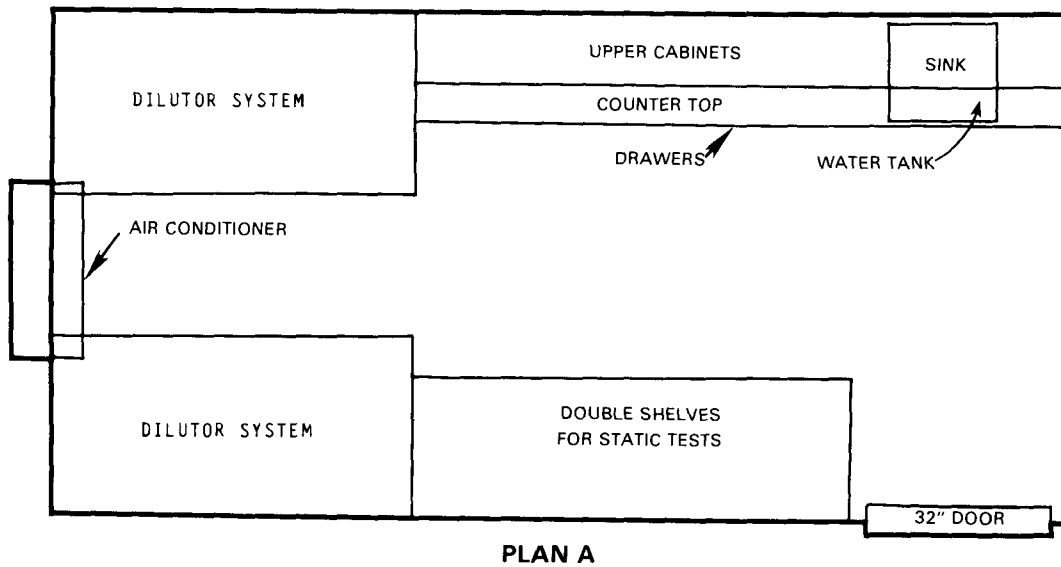 UPPER CABINETS
SINK
DILUTOR SYSTEM
COUNTER TOP
DRAWERS
WATER TANK
AIR CONDITIONER
DILUTOR SYSTEM
DOUBLE SHELVES
FOR STATIC TESTS
32" DOOR
PLAN A